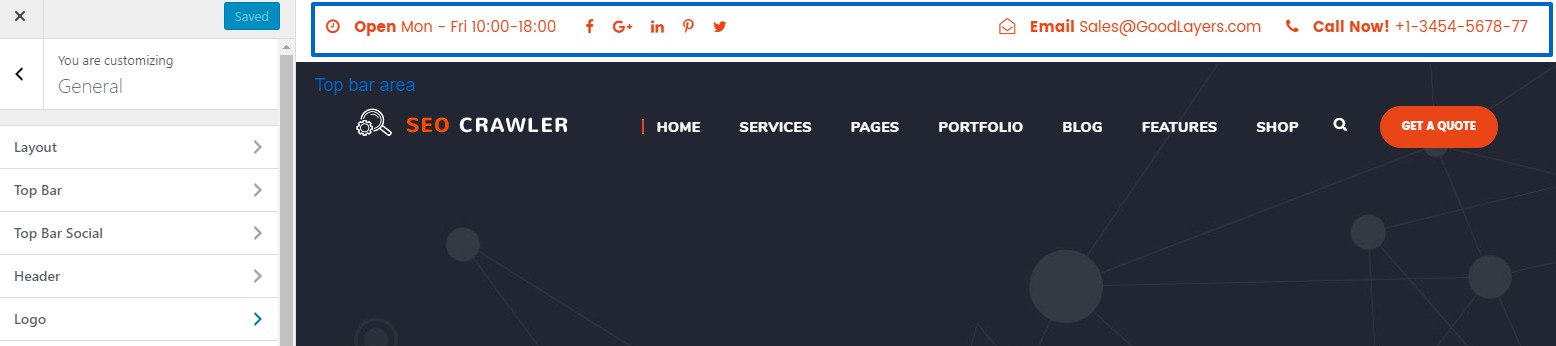 Saved
You are customizing
General
Layout
Top Bar
Top Bar Social
Header
Logo
Open Mon - Fri 10:00-18:00
Email Sales@GoodLayers.com
Call Now! +1-3454-5678-77
Top bar area
SEO CRAWLER
HOME SERVICES PAGES PORTFOLIO BLOG FEATURES SHOP
GET A QUOTE